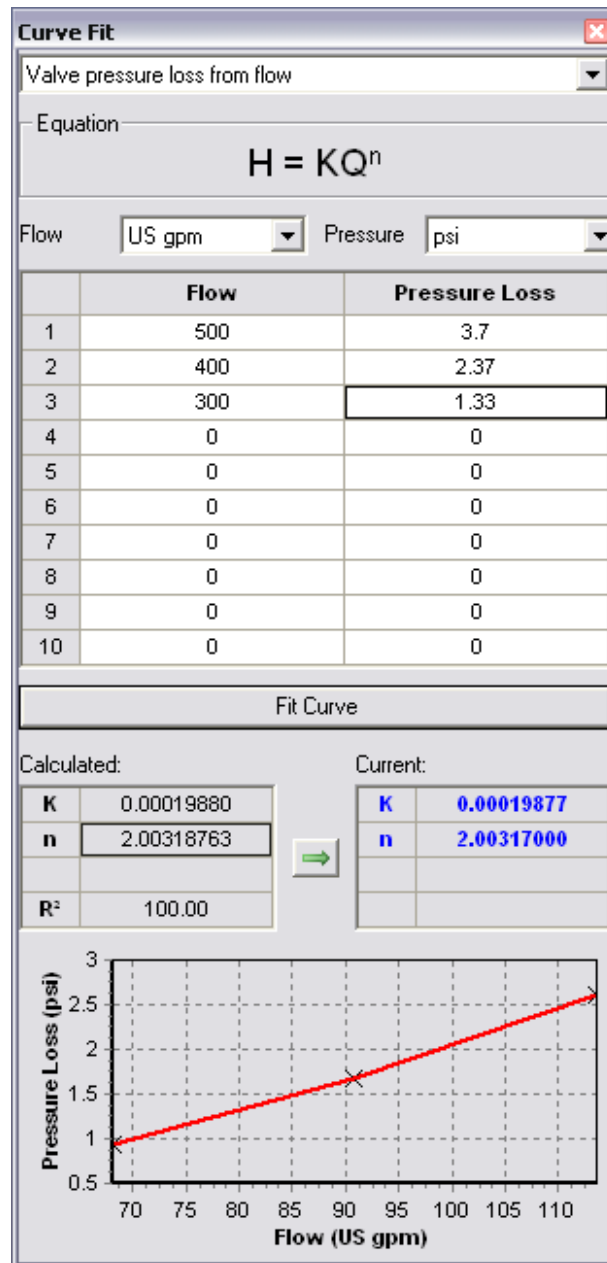 Curve Fit
Valve pressure loss from flow
Equation
H = KQⁿ
Flow US gpm Pressure psi
Flow Pressure Loss
1 500 3.7
2 400 2.37
3 300 1.33
4 0 0
5 0 0
6 0 0
7 0 0
8 0 0
9 0 0
10 0 0
Fit Curve
Calculated: Current:
K 0.00019880 K 0.00019877
n 2.00318763 n 2.00317000
R² 100.00
Pressure Loss (psi)
3
2.5
2
1.5
1
0.5
70 75 80 85 90 95 100 105 110
Flow (US gpm)